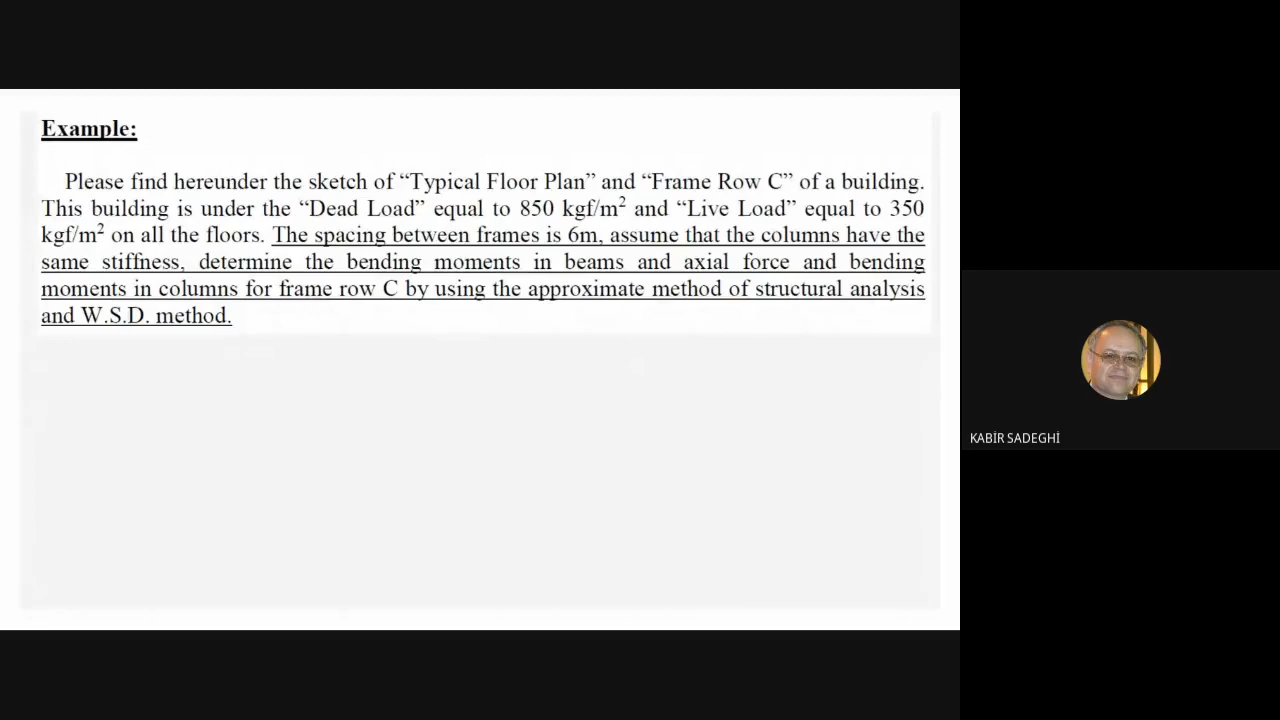 Example:
Please find hereunder the sketch of “Typical Floor Plan” and “Frame Row C” of a building.
This building is under the “Dead Load” equal to 850 kgf/m² and “Live Load” equal to 350
kgf/m² on all the floors. The spacing between frames is 6m, assume that the columns have the
same stiffness, determine the bending moments in beams and axial force and bending
moments in columns for frame row C by using the approximate method of structural analysis
and W.S.D. method.
KABİR SADEGHİ